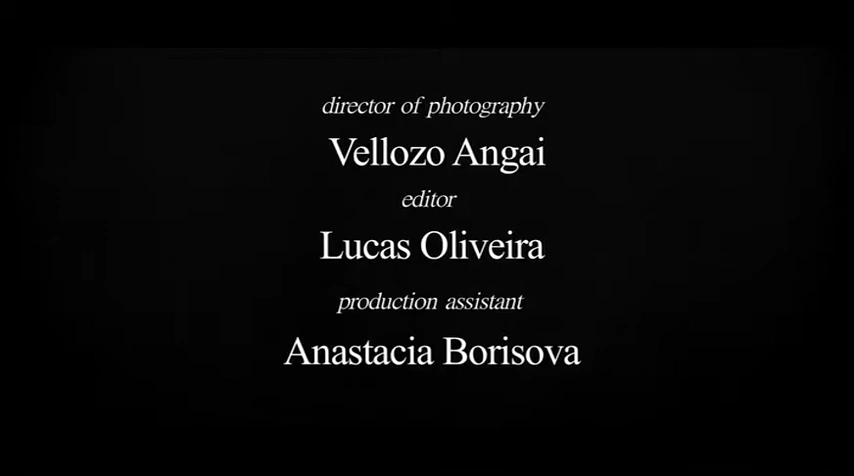 director of photography
Vellozo Angai
editor
Lucas Oliveira
production assistant
Anastacia Borisova